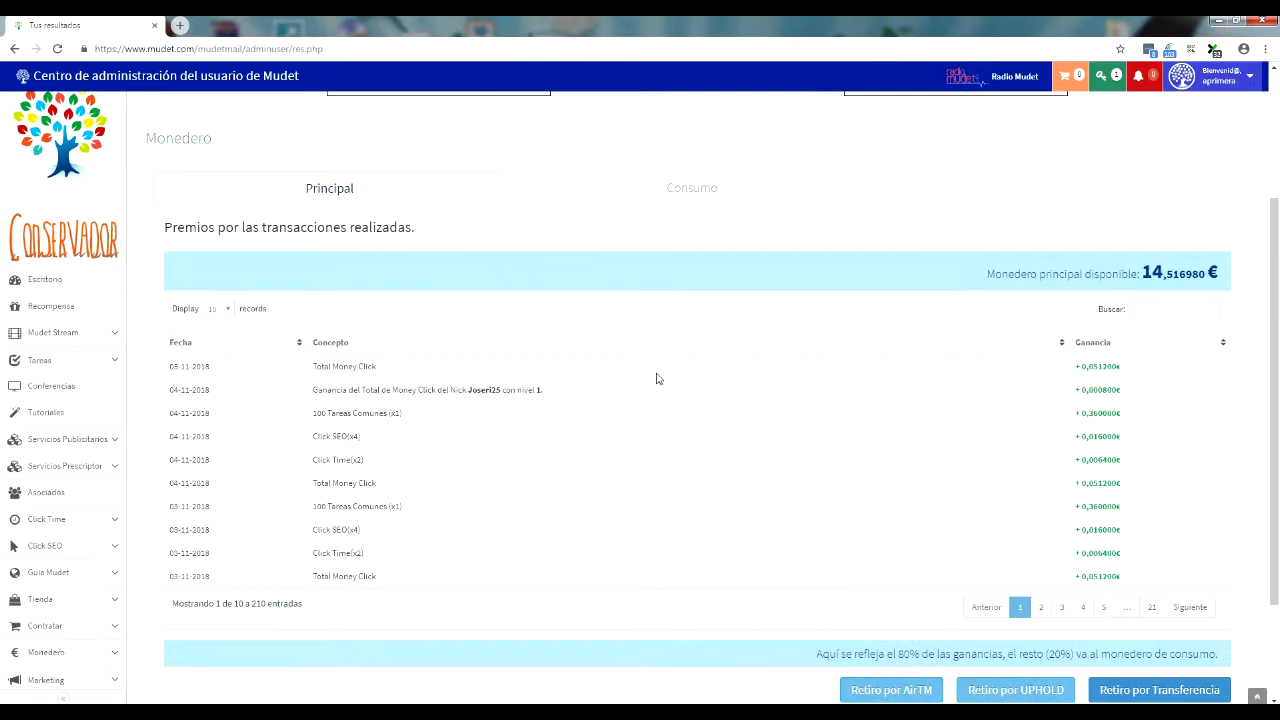 Tus resultados
https://www.mudet.com/mudetmail/adminuser/res.php
8
103
32
Centro de administración del usuario de Mudet
radio mudet
Radio Mudet
0
1
0
Bienvenid@,
aprimera
CONSERVADOR
Escritorio
Recompensa
Mudet Stream
Tareas
Conferencias
Tutoriales
Servicios Publicitarios
Servicios Prescriptor
Asociados
Click Time
Click SEO
Guia Mudet
Tienda
Contratar
€ Monedero
Marketing
Monedero
Principal
Consumo
Premios por las transacciones realizadas.
Monedero principal disponible: 14,516980 €
Display 10 records
Buscar:
Fecha Concepto Ganancia
05-11-2018 Total Money Click + 0,051200€
04-11-2018 Ganancia del Total de Money Click del Nick Joseri25 con nivel 1. + 0,000800€
04-11-2018 100 Tareas Comunes (x1) + 0,360000€
04-11-2018 Click SEO(x4) + 0,016000€
04-11-2018 Click Time(x2) + 0,006400€
04-11-2018 Total Money Click + 0,051200€
03-11-2018 100 Tareas Comunes (x1) + 0,360000€
03-11-2018 Click SEO(x4) + 0,016000€
03-11-2018 Click Time(x2) + 0,006400€
03-11-2018 Total Money Click + 0,051200€
Mostrando 1 de 10 a 210 entradas
Anterior 1 2 3 4 5 ... 21 Siguiente
Aquí se refleja el 80% de las ganancias, el resto (20%) va al monedero de consumo.
Retiro por AirTM
Retiro por UPHOLD
Retiro por Transferencia